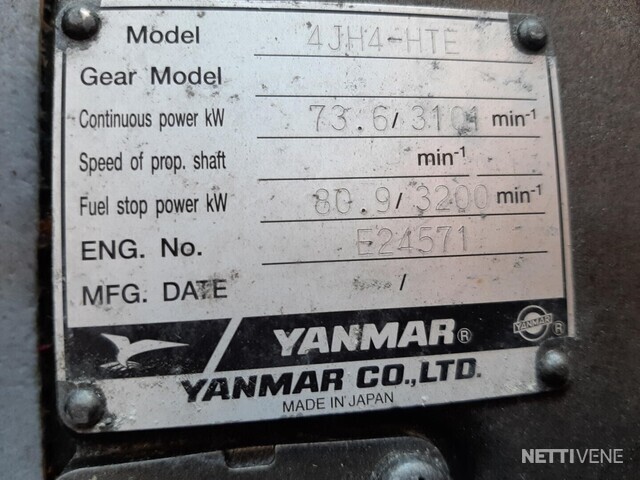 Model 4JH4-HTE
Gear Model
Continuous power kW 73.6/3101 min-1
Speed of prop. shaft min-1
Fuel stop power kW 80.9/3200 min-1
ENG. No. E24571
MFG. DATE /
YANMAR® YANMAR ®
YANMAR CO.,LTD.
MADE IN JAPAN
NETTIVENE